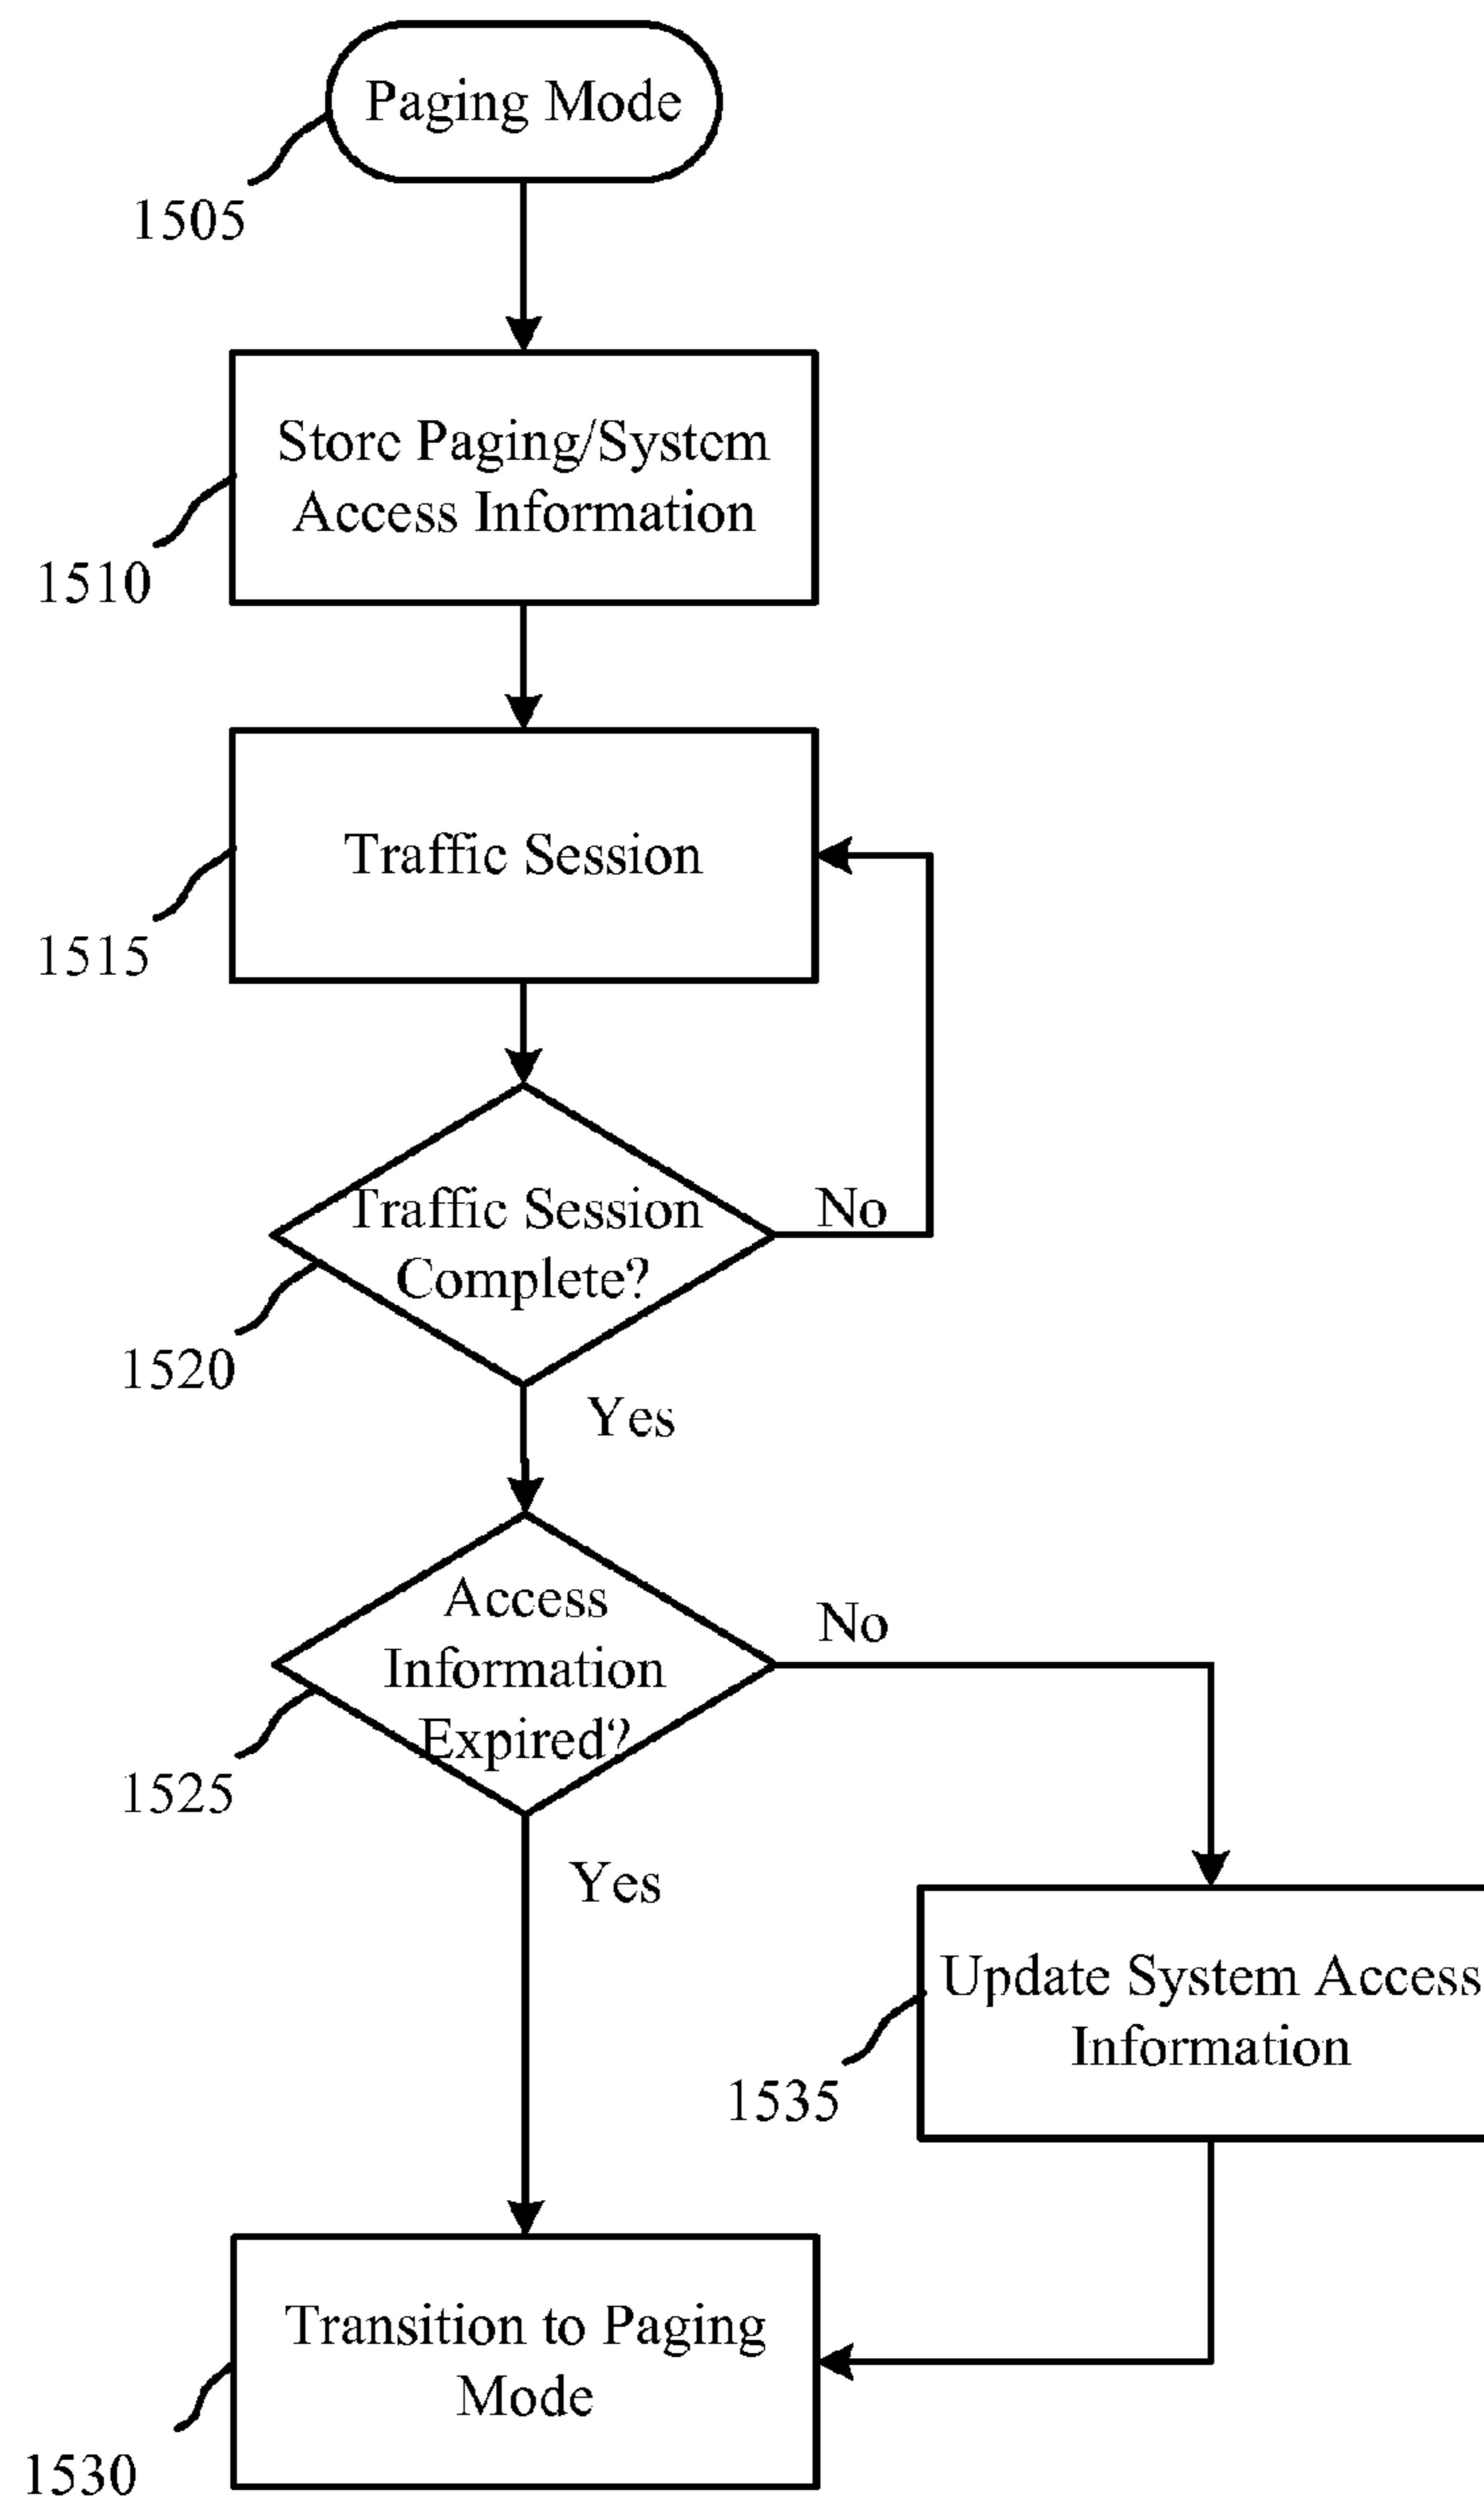 Paging Mode
1505
Store Paging/System
Access Information
1510
Traffic Session
1515
Traffic Session
Complete?
No
1520
Yes
Access
Information
Expired?
No
1525
Yes
Update System Access
Information
1535
Transition to Paging
Mode
1530